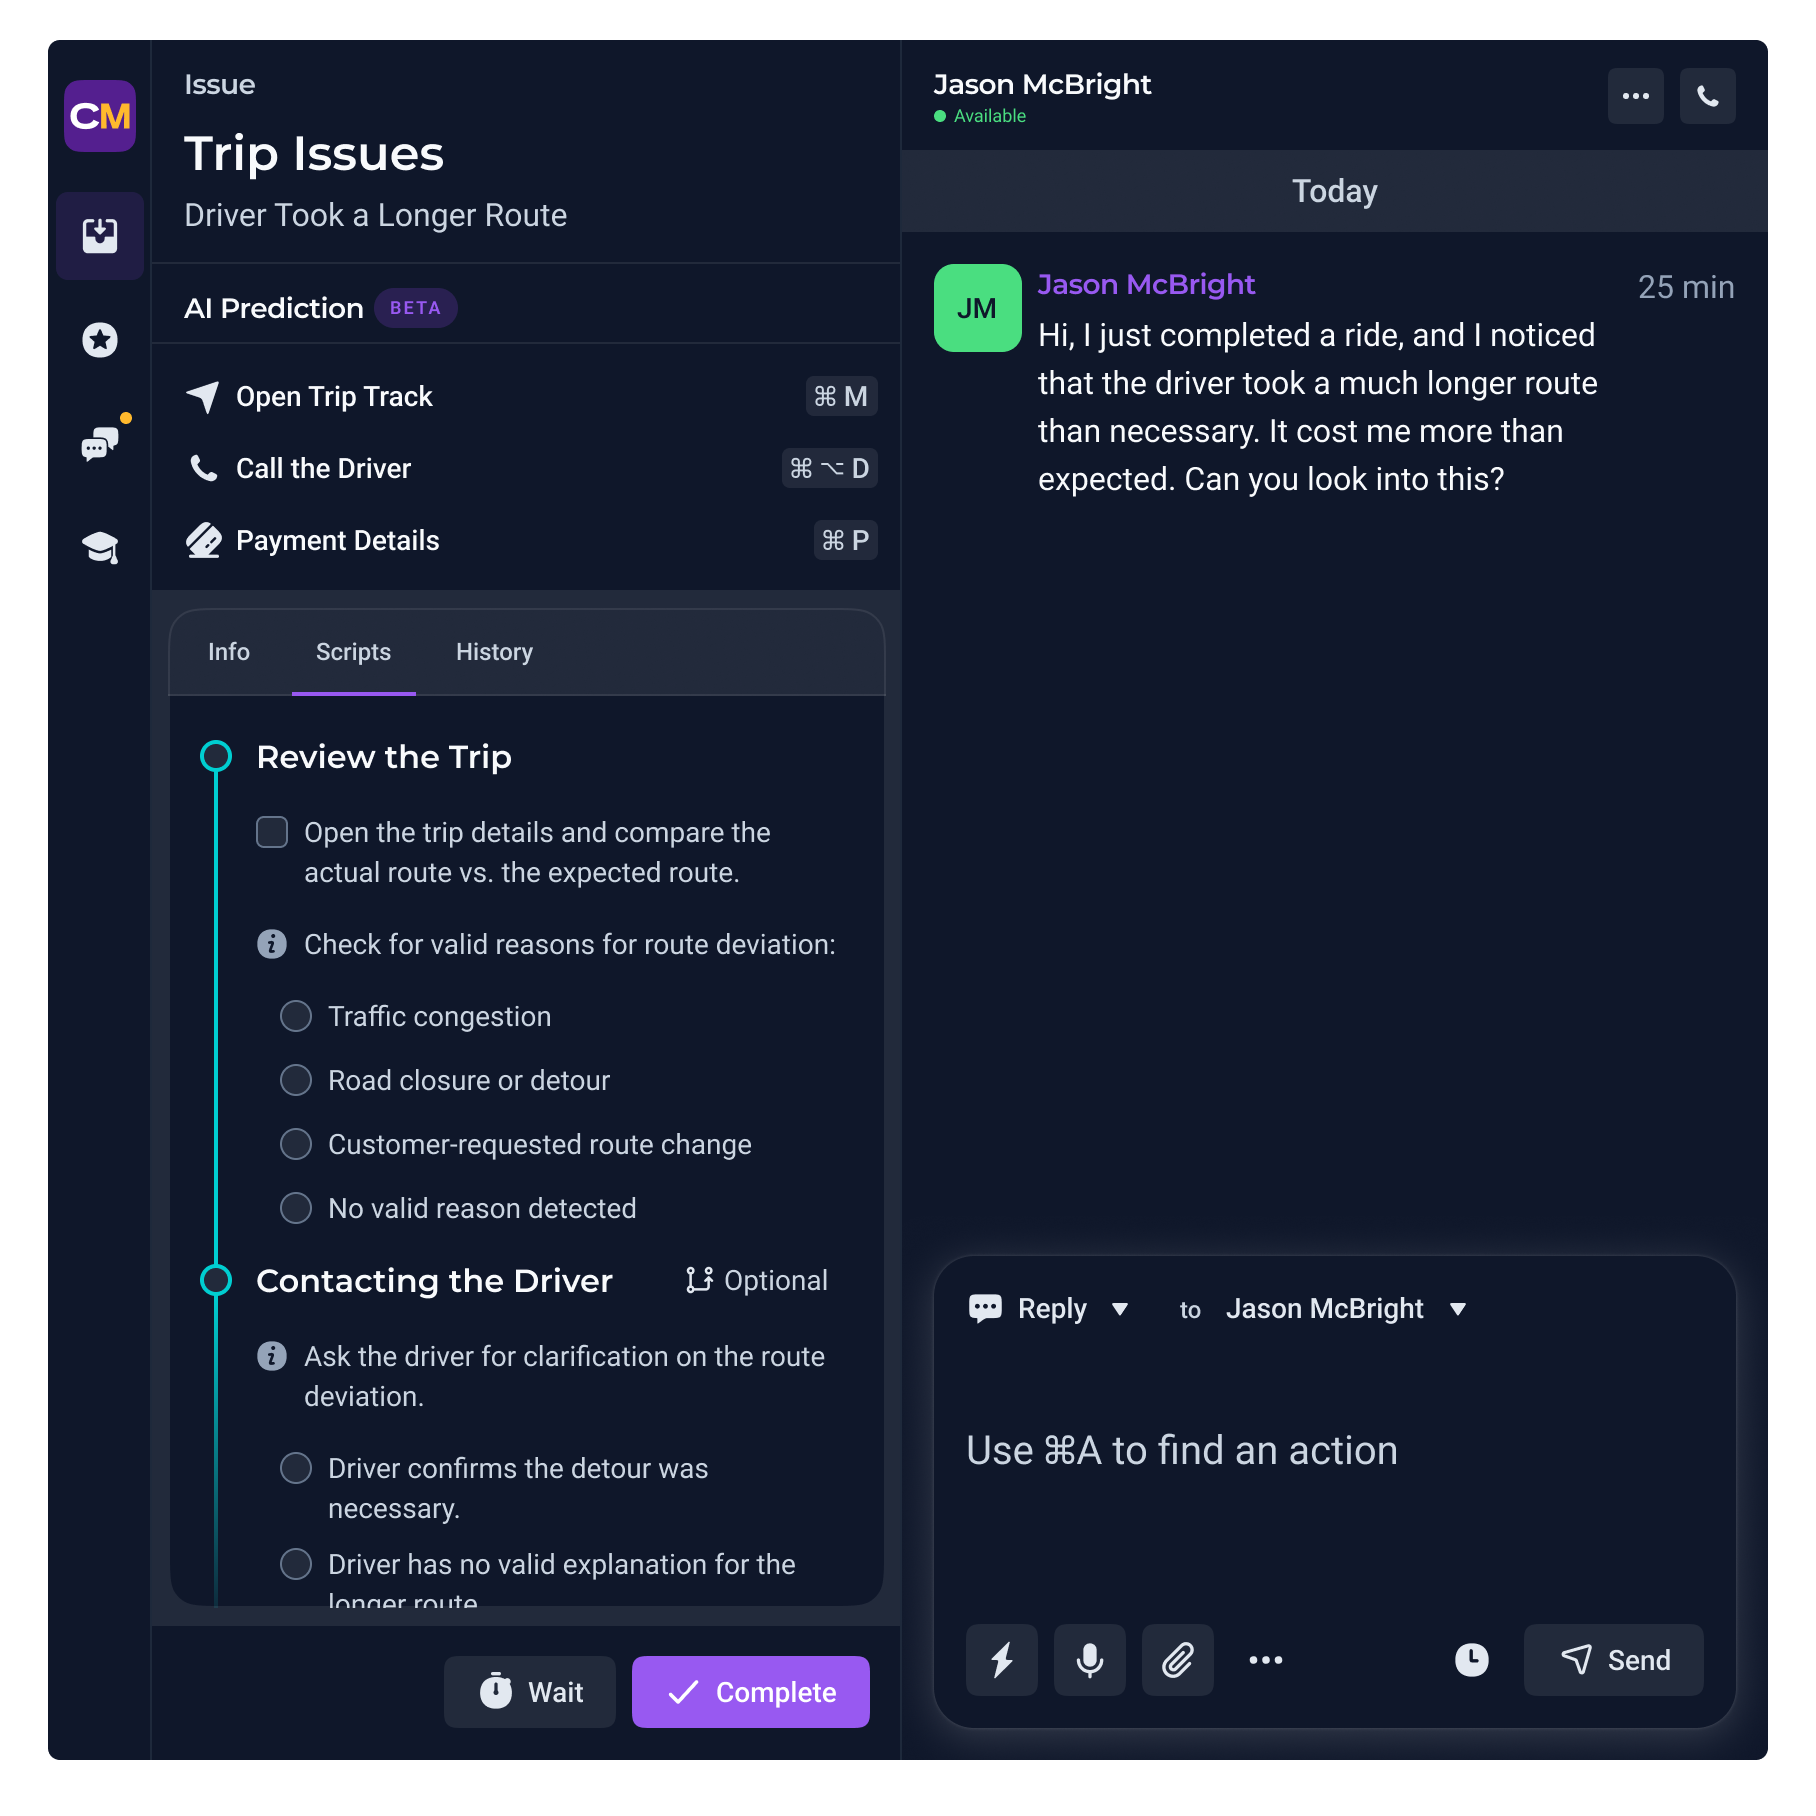 CM
Issue
Trip Issues
Driver Took a Longer Route
AI Prediction BETA
Open Trip Track ⌘ M
Call the Driver ⌘ ⌥ D
Payment Details ⌘ P
Info Scripts History
Review the Trip
Open the trip details and compare the
actual route vs. the expected route.
Check for valid reasons for route deviation:
Traffic congestion
Road closure or detour
Customer-requested route change
No valid reason detected
Contacting the Driver Optional
Ask the driver for clarification on the route
deviation.
Driver confirms the detour was
necessary.
Driver has no valid explanation for the
longer route
Wait Complete
Jason McBright
Available
Today
JM
Jason McBright 25 min
Hi, I just completed a ride, and I noticed
that the driver took a much longer route
than necessary. It cost me more than
expected. Can you look into this?
Reply to Jason McBright
Use ⌘A to find an action
Send